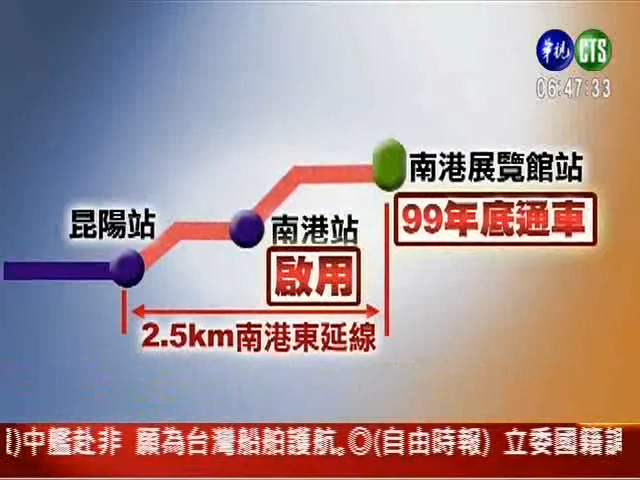 華視 CTS
06:47:33
南港展覽館站
99年底通車
昆陽站
南港站
啟用
2.5km南港東延線
)中艦赴非 願為台灣船舶護航。◎(自由時報) 立委國籍